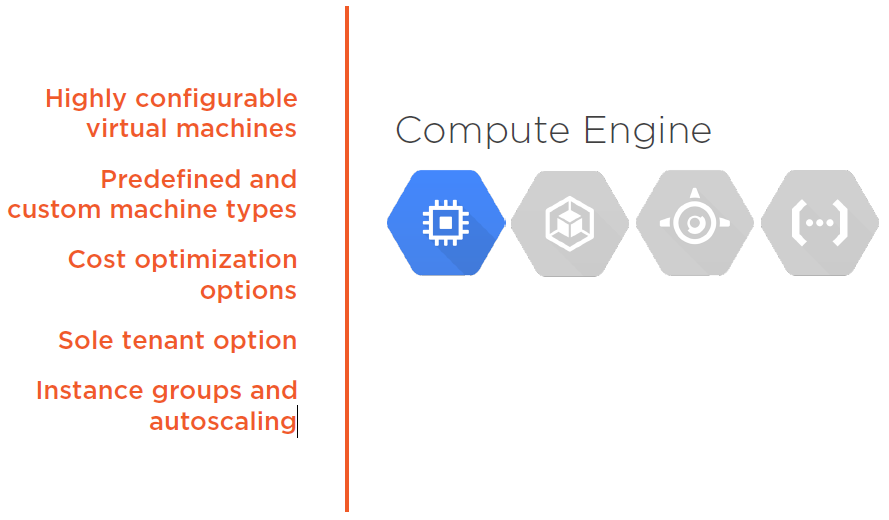 Highly configurable
virtual machines
Predefined and
custom machine types
Cost optimization
options
Sole tenant option
Instance groups and
autoscaling
Compute Engine